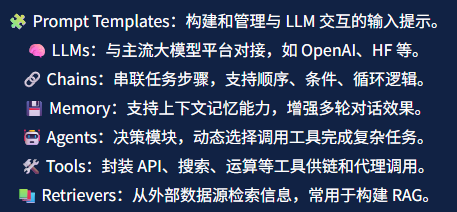 🧩 Prompt Templates：构建和管理与 LLM 交互的输入提示。
🧠 LLMs：与主流大模型平台对接，如 OpenAI、HF 等。
🔗 Chains：串联任务步骤，支持顺序、条件、循环逻辑。
💾 Memory：支持上下文记忆能力，增强多轮对话效果。
🤖 Agents：决策模块，动态选择调用工具完成复杂任务。
🛠️ Tools：封装 API、搜索、运算等工具供链和代理调用。
📚 Retrievers：从外部数据源检索信息，常用于构建 RAG。